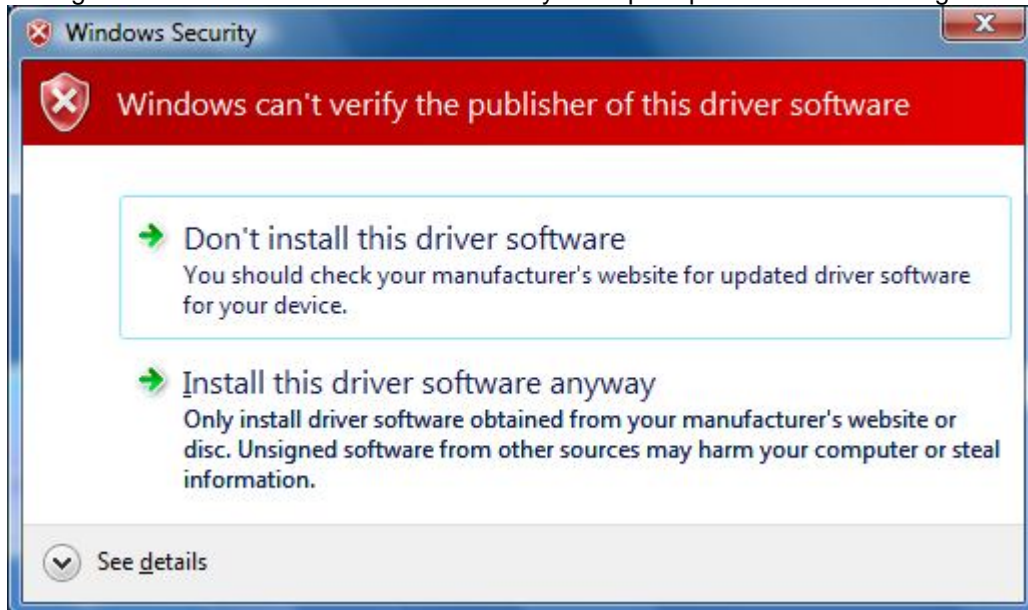 Windows Security
Windows can't verify the publisher of this driver software
Don't install this driver software
You should check your manufacturer's website for updated driver software
for your device.
Install this driver software anyway
Only install driver software obtained from your manufacturer's website or
disc. Unsigned software from other sources may harm your computer or steal
information.
See details